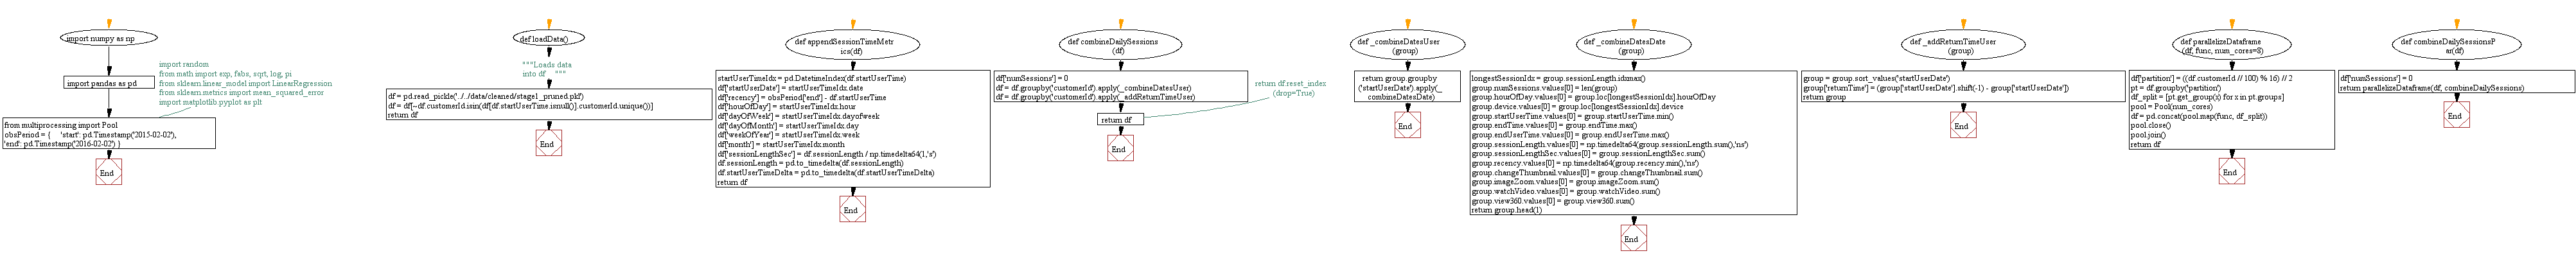 import numpy as np
import pandas as pd
import random
from math import exp, fabs, sqrt, log, pi
from sklearn.linear_model import LinearRegression
from sklearn.metrics import mean_squared_error
import matplotlib.pyplot as plt
from multiprocessing import Pool
obsPeriod = { 'start': pd.Timestamp('2015-02-02'),
'end': pd.Timestamp('2016-02-02') }
End
def loadData()
"""Loads data
into df """
df = pd.read_pickle('../../data/cleaned/stage1_pruned.pkl')
df = df[~df.customerId.isin(df[df.startUserTime.isnull()].customerId.unique())]
return df
End
def appendSessionTimeMetr
ics(df)
startUserTimeIdx = pd.DatetimeIndex(df.startUserTime)
df['startUserDate'] = startUserTimeIdx.date
df['recency'] = obsPeriod['end'] - df.startUserTime
df['hourOfDay'] = startUserTimeIdx.hour
df['dayOfWeek'] = startUserTimeIdx.dayofweek
df['dayOfMonth'] = startUserTimeIdx.day
df['weekOfYear'] = startUserTimeIdx.week
df['month'] = startUserTimeIdx.month
df['sessionLengthSec'] = df.sessionLength / np.timedelta64(1,'s')
df.sessionLength = pd.to_timedelta(df.sessionLength)
df.startUserTimeDelta = pd.to_timedelta(df.startUserTimeDelta)
return df
End
def combineDailySessions
(df)
df['numSessions'] = 0
df = df.groupby('customerId').apply(_combineDatesUser)
df = df.groupby('customerId').apply(_addReturnTimeUser)
return df.reset_index
(drop=True)
return df
End
def _combineDatesUser
(group)
return group.groupby
('startUserDate').apply(_
combineDatesDate)
End
def _combineDatesDate
(group)
longestSessionIdx = group.sessionLength.idxmax()
group.numSessions.values[0] = len(group)
group.hourOfDay.values[0] = group.loc[longestSessionIdx].hourOfDay
group.device.values[0] = group.loc[longestSessionIdx].device
group.startUserTime.values[0] = group.startUserTime.min()
group.endTime.values[0] = group.endTime.max()
group.endUserTime.values[0] = group.endUserTime.max()
group.sessionLength.values[0] = np.timedelta64(group.sessionLength.sum(),'ns')
group.sessionLengthSec.values[0] = group.sessionLengthSec.sum()
group.recency.values[0] = np.timedelta64(group.recency.min(),'ns')
group.changeThumbnail.values[0] = group.changeThumbnail.sum()
group.imageZoom.values[0] = group.imageZoom.sum()
group.watchVideo.values[0] = group.watchVideo.sum()
group.view360.values[0] = group.view360.sum()
return group.head(1)
End
def _addReturnTimeUser
(group)
group = group.sort_values('startUserDate')
group['returnTime'] = (group['startUserDate'].shift(-1) - group['startUserDate'])
return group
End
def parallelizeDataframe
(df, func, num_cores=8)
df['partition'] = ((df.customerId // 100) % 16) // 2
pt = df.groupby('partition')
df_split = [pt.get_group(x) for x in pt.groups]
pool = Pool(num_cores)
df = pd.concat(pool.map(func, df_split))
pool.close()
pool.join()
return df
End
def combineDailySessionsP
ar(df)
df['numSessions'] = 0
return parallelizeDataframe(df, combineDailySessions)
End